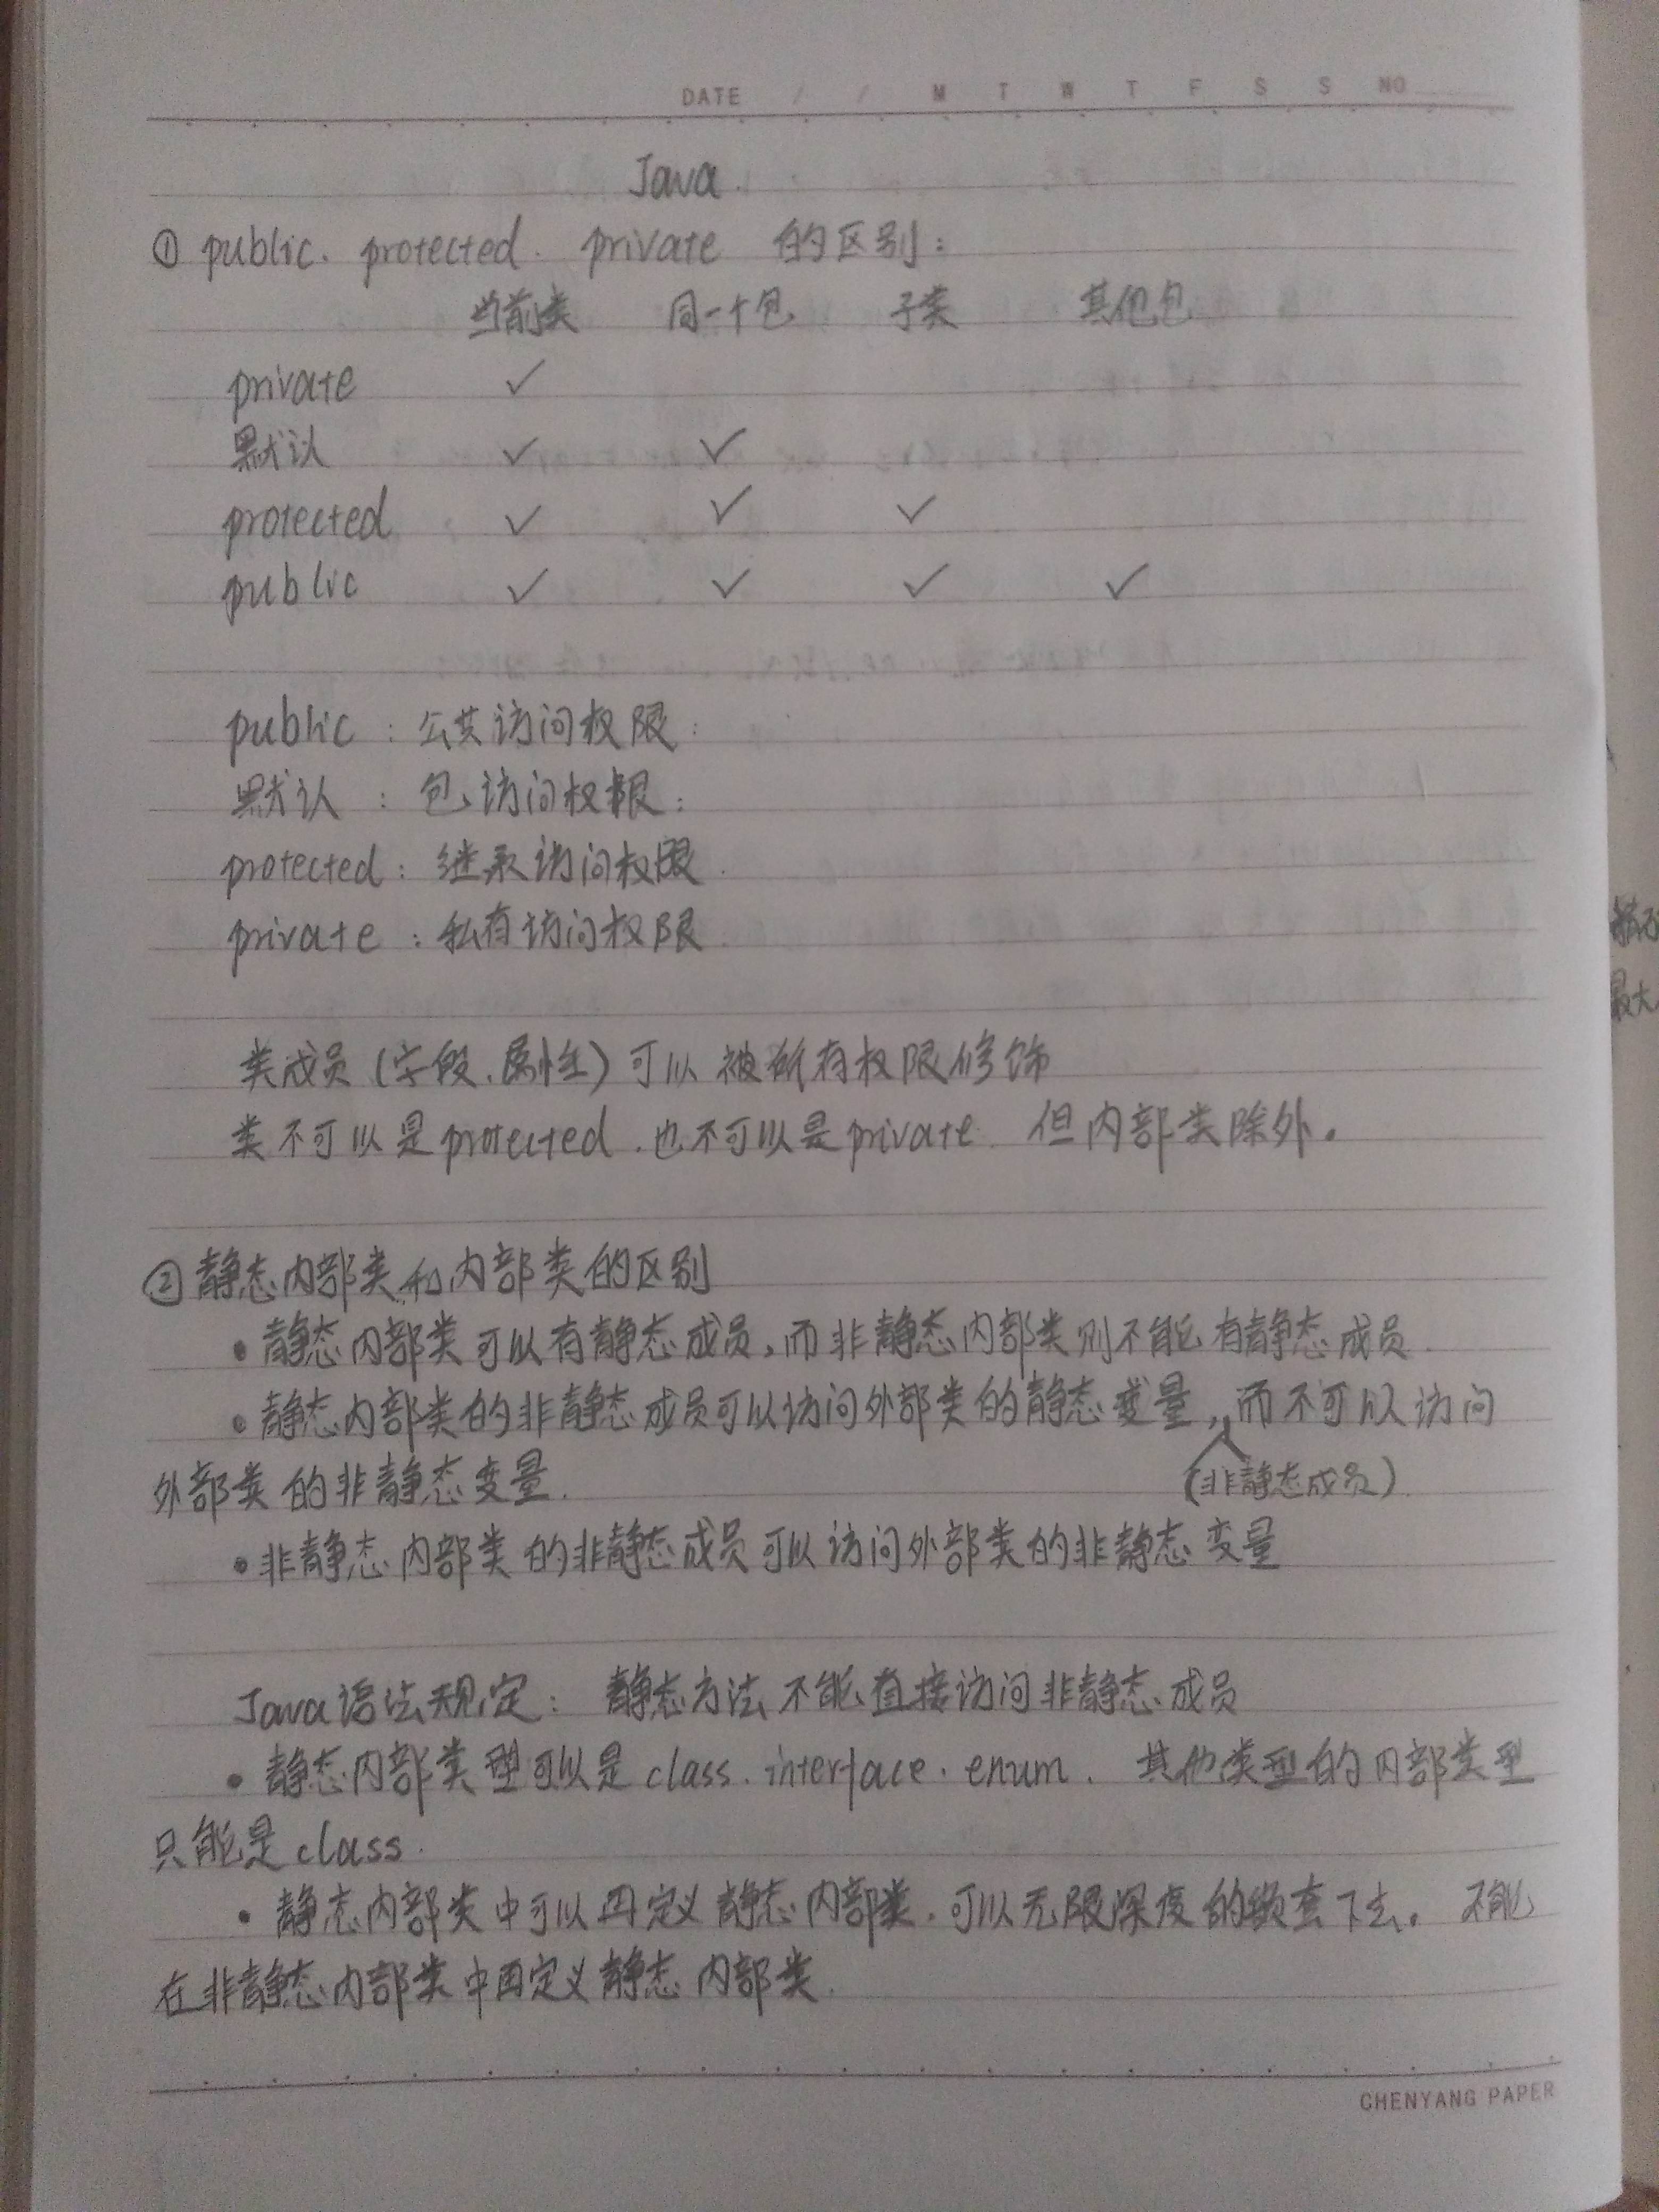 DATE / / M T W T F S S NO
Java.
① public. protected. private 的区别:
当前类 同一个包 子类 其他包
private ✓
默认 ✓ ✓
protected ✓ ✓ ✓
public ✓ ✓ ✓ ✓
public : 公共访问权限.
默认 : 包访问权限.
protected: 继承访问权限.
private : 私有访问权限.
类成员(字段、属性)可以被所有权限修饰
类不可以是protected.也不可以是private. 但内部类除外。
② 静态内部类和内部类的区别
• 静态内部类可以有静态成员,而非静态内部类则不能有静态成员.
• 静态内部类的非静态成员可以访问外部类的静态变量,而不可以访问
(非静态成员)
外部类的非静态变量.
• 非静态内部类的非静态成员可以访问外部类的非静态变量
Java语法规定: 静态方法不能直接访问非静态成员
• 静态内部类型可以是class.interface.enum. 其他类型的内部类型
只能是class.
• 静态内部类中可以再定义静态内部类.可以无限深度的嵌套下去。不能
在非静态内部类中再定义静态内部类.
最大
CHENYANG PAPER